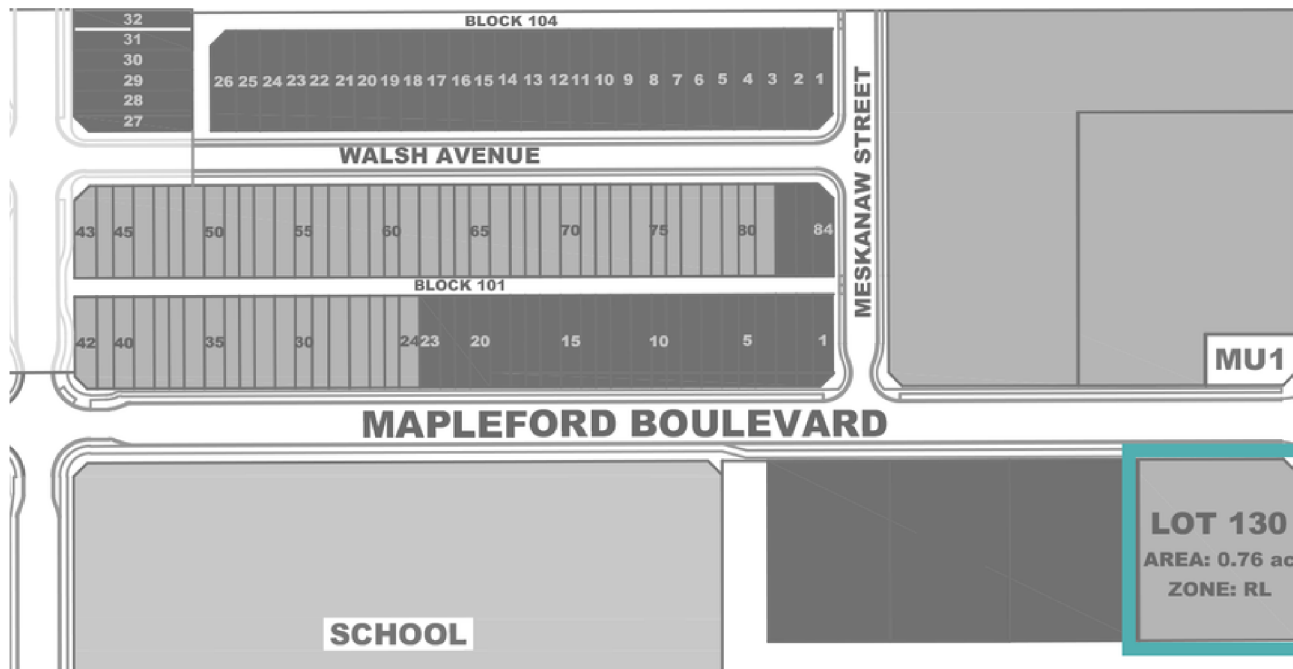 32
BLOCK 104
31
30
29
28
27
26 25 24 23 22 21 20 19 18 17 16 15 14 13 12 11 10 9 8 7 6 5 4 3 2 1
WALSH AVENUE
MESKANAW STREET
43 45 50 55 60 65 70 75 80 84
BLOCK 101
42 40 35 30 24 23 20 15 10 5 1
MU1
MAPLEFORD BOULEVARD
LOT 130
AREA: 0.76 ac
ZONE: RL
SCHOOL